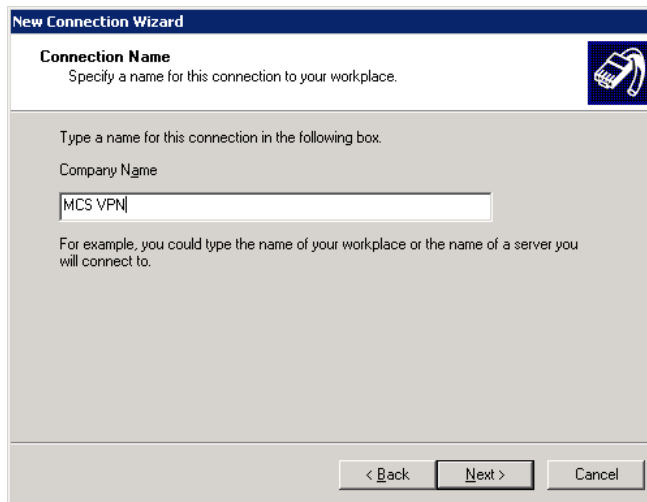 New Connection Wizard
Connection Name
Specify a name for this connection to your workplace.
Type a name for this connection in the following box.
Company Name
MCS VPN
For example, you could type the name of your workplace or the name of a server you
will connect to.
< Back Next > Cancel